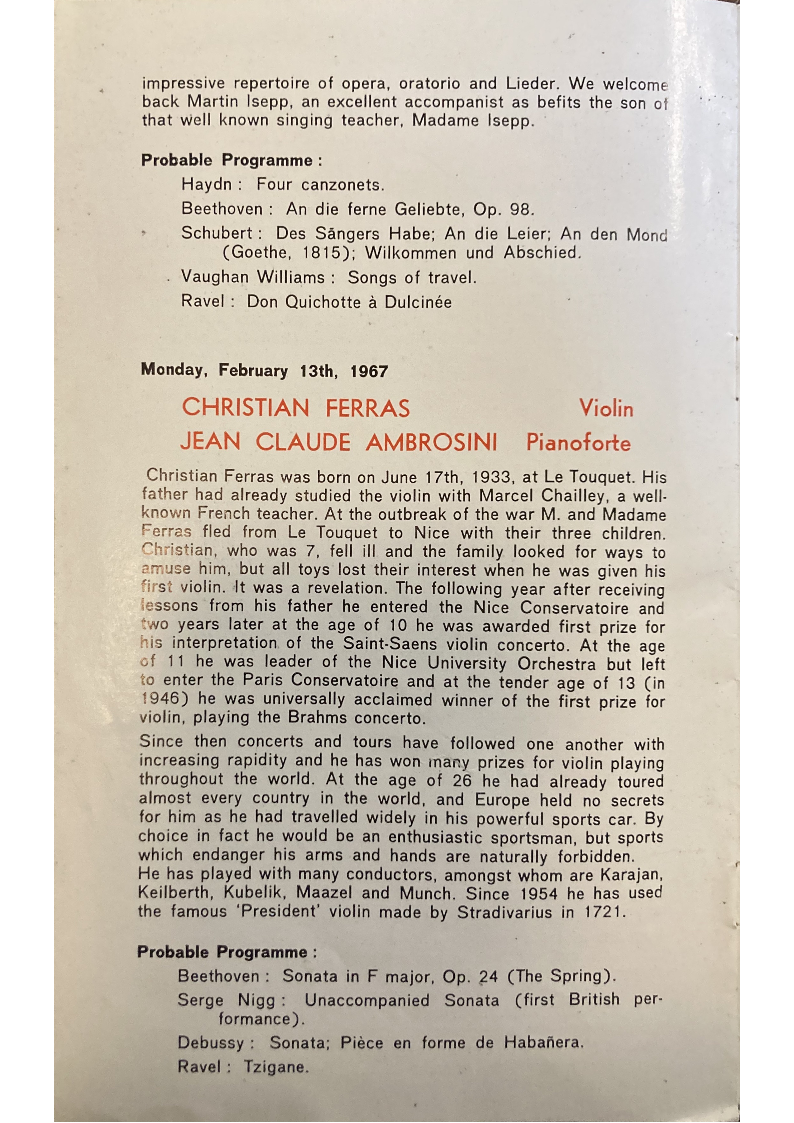 impressive repertoire of opera, oratorio and Lieder. We welcome
back Martin Isepp, an excellent accompanist as befits the son of
that well known singing teacher, Madame Isepp.
Probable Programme :
Haydn : Four canzonets.
Beethoven : An die ferne Geliebte, Op. 98.
Schubert : Des Sängers Habe; An die Leier; An den Mond
(Goethe, 1815); Wilkommen und Abschied.
Vaughan Williams : Songs of travel.
Ravel : Don Quichotte à Dulcinée
Monday, February 13th, 1967
CHRISTIAN FERRAS Violin
JEAN CLAUDE AMBROSINI Pianoforte
Christian Ferras was born on June 17th, 1933, at Le Touquet. His
father had already studied the violin with Marcel Chailley, a well-
known French teacher. At the outbreak of the war M. and Madame
Ferras fled from Le Touquet to Nice with their three children.
Christian, who was 7, fell ill and the family looked for ways to
amuse him, but all toys lost their interest when he was given his
first violin. It was a revelation. The following year after receiving
lessons from his father he entered the Nice Conservatoire and
two years later at the age of 10 he was awarded first prize for
his interpretation of the Saint-Saens violin concerto. At the age
of 11 he was leader of the Nice University Orchestra but left
to enter the Paris Conservatoire and at the tender age of 13 (in
1946) he was universally acclaimed winner of the first prize for
violin, playing the Brahms concerto.
Since then concerts and tours have followed one another with
increasing rapidity and he has won many prizes for violin playing
throughout the world. At the age of 26 he had already toured
almost every country in the world, and Europe held no secrets
for him as he had travelled widely in his powerful sports car. By
choice in fact he would be an enthusiastic sportsman, but sports
which endanger his arms and hands are naturally forbidden.
He has played with many conductors, amongst whom are Karajan,
Keilberth, Kubelik, Maazel and Munch. Since 1954 he has used
the famous 'President' violin made by Stradivarius in 1721.
Probable Programme :
Beethoven : Sonata in F major, Op. 24 (The Spring).
Serge Nigg : Unaccompanied Sonata (first British per-
formance).
Debussy : Sonata; Pièce en forme de Habañera.
Ravel : Tzigane.